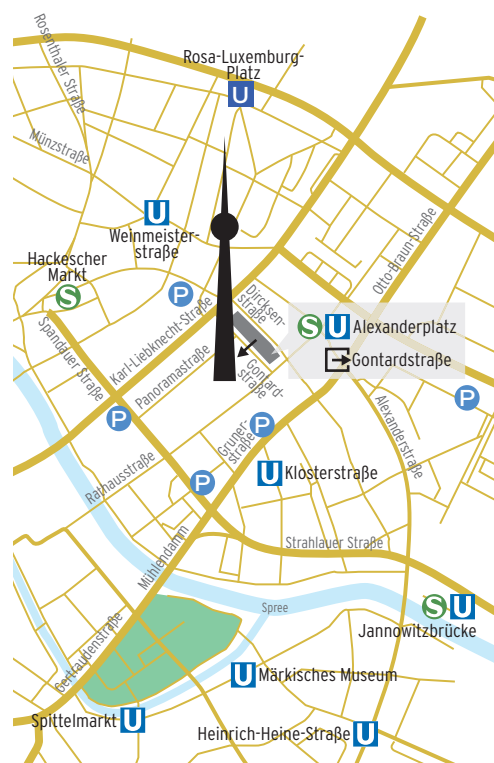 Rosenthaler Straße
Rosa-Luxemburg-
Platz
U
Münzstraße
U
Weinmeister-
straße
Otto-Braun-Straße
Hackescher
Markt
S
P
Dircksen-
straße
Karl-Liebknecht-Straße
Spandauer Straße
Panoramastraße
S U Alexanderplatz
Gontardstraße
Gontard-
straße
P
P
Alexanderstraße
Gruner-
straße
P
Rathausstraße
U Klosterstraße
P
Mühlendamm
Strahlauer Straße
Spree
S U
Jannowitzbrücke
Gertraudenstraße
U Märkisches Museum
Spittelmarkt U
Heinrich-Heine-Straße U